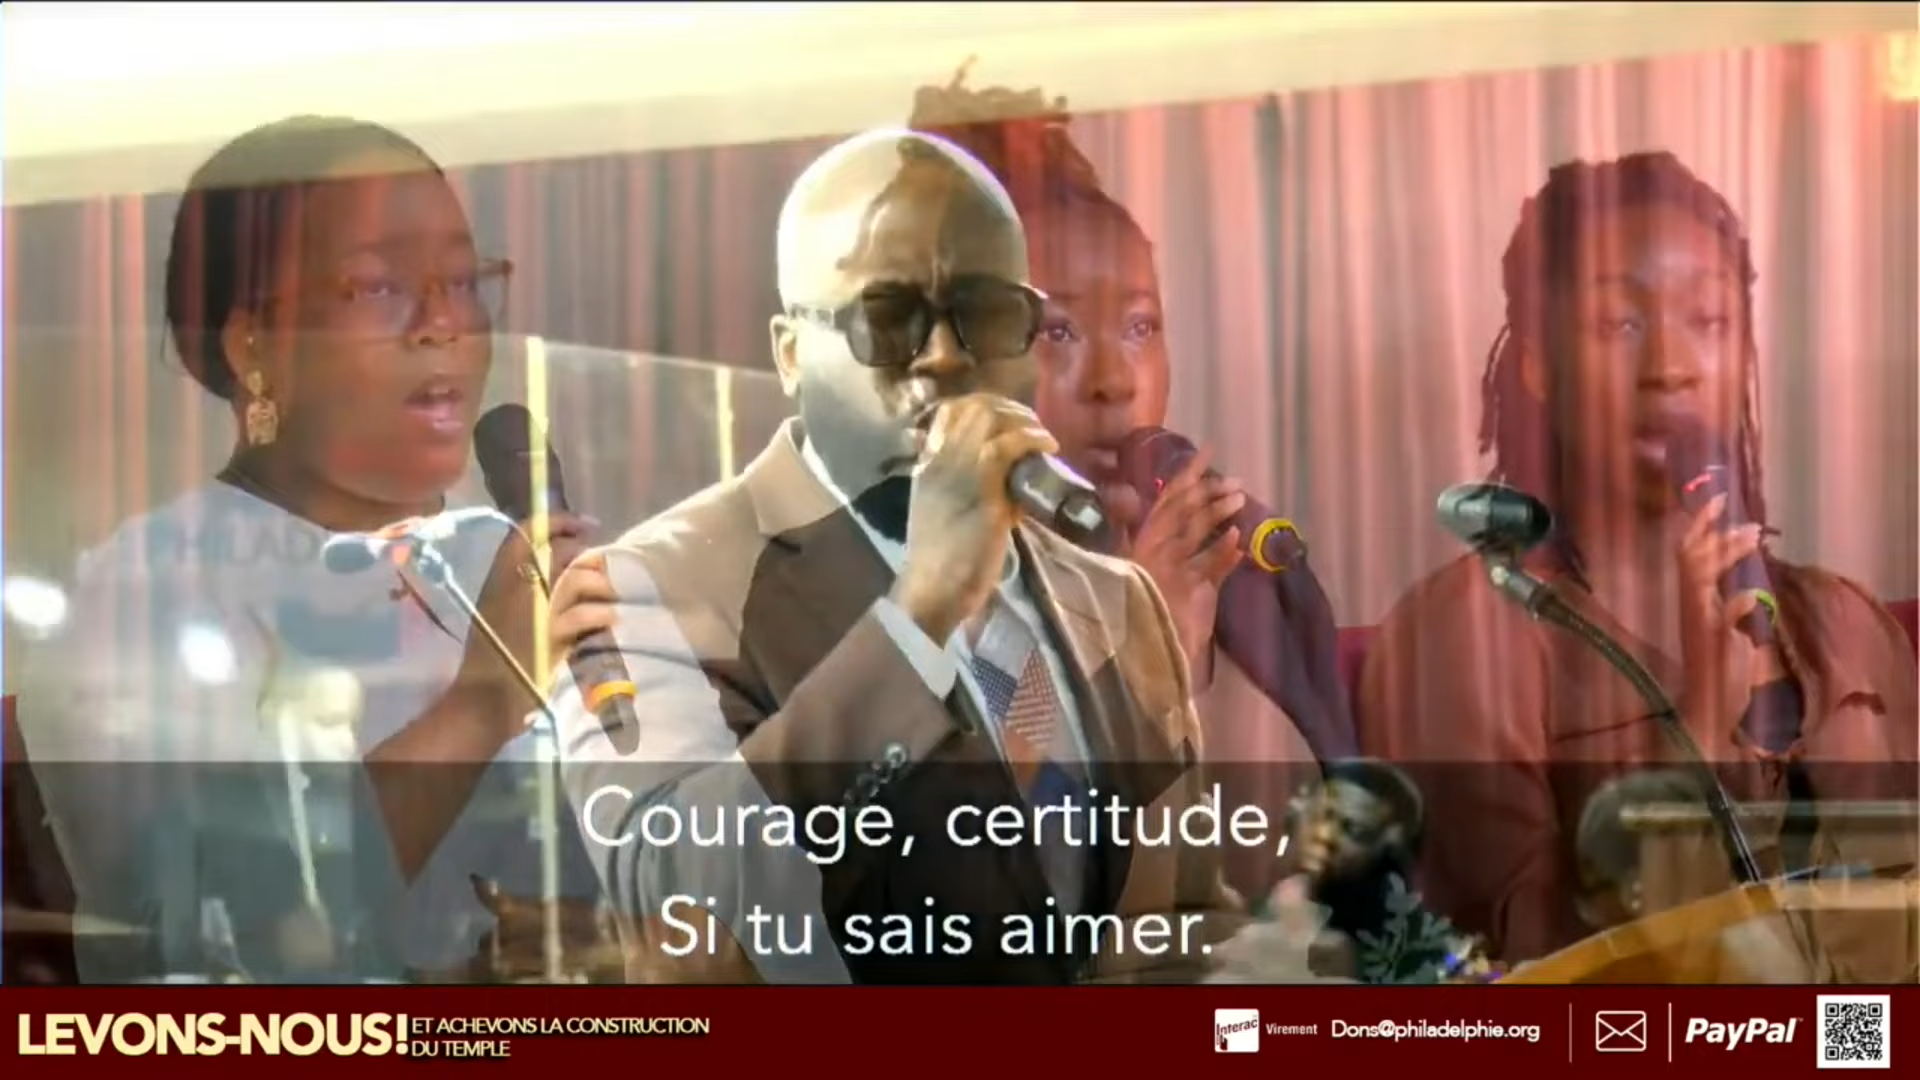 HILAD
Courage, certitude,
Si tu sais aimer.
LEVONS-NOUS! ET ACHEVONS LA CONSTRUCTION
DU TEMPLE
Interac Virement Dons@philadelphie.org PayPal